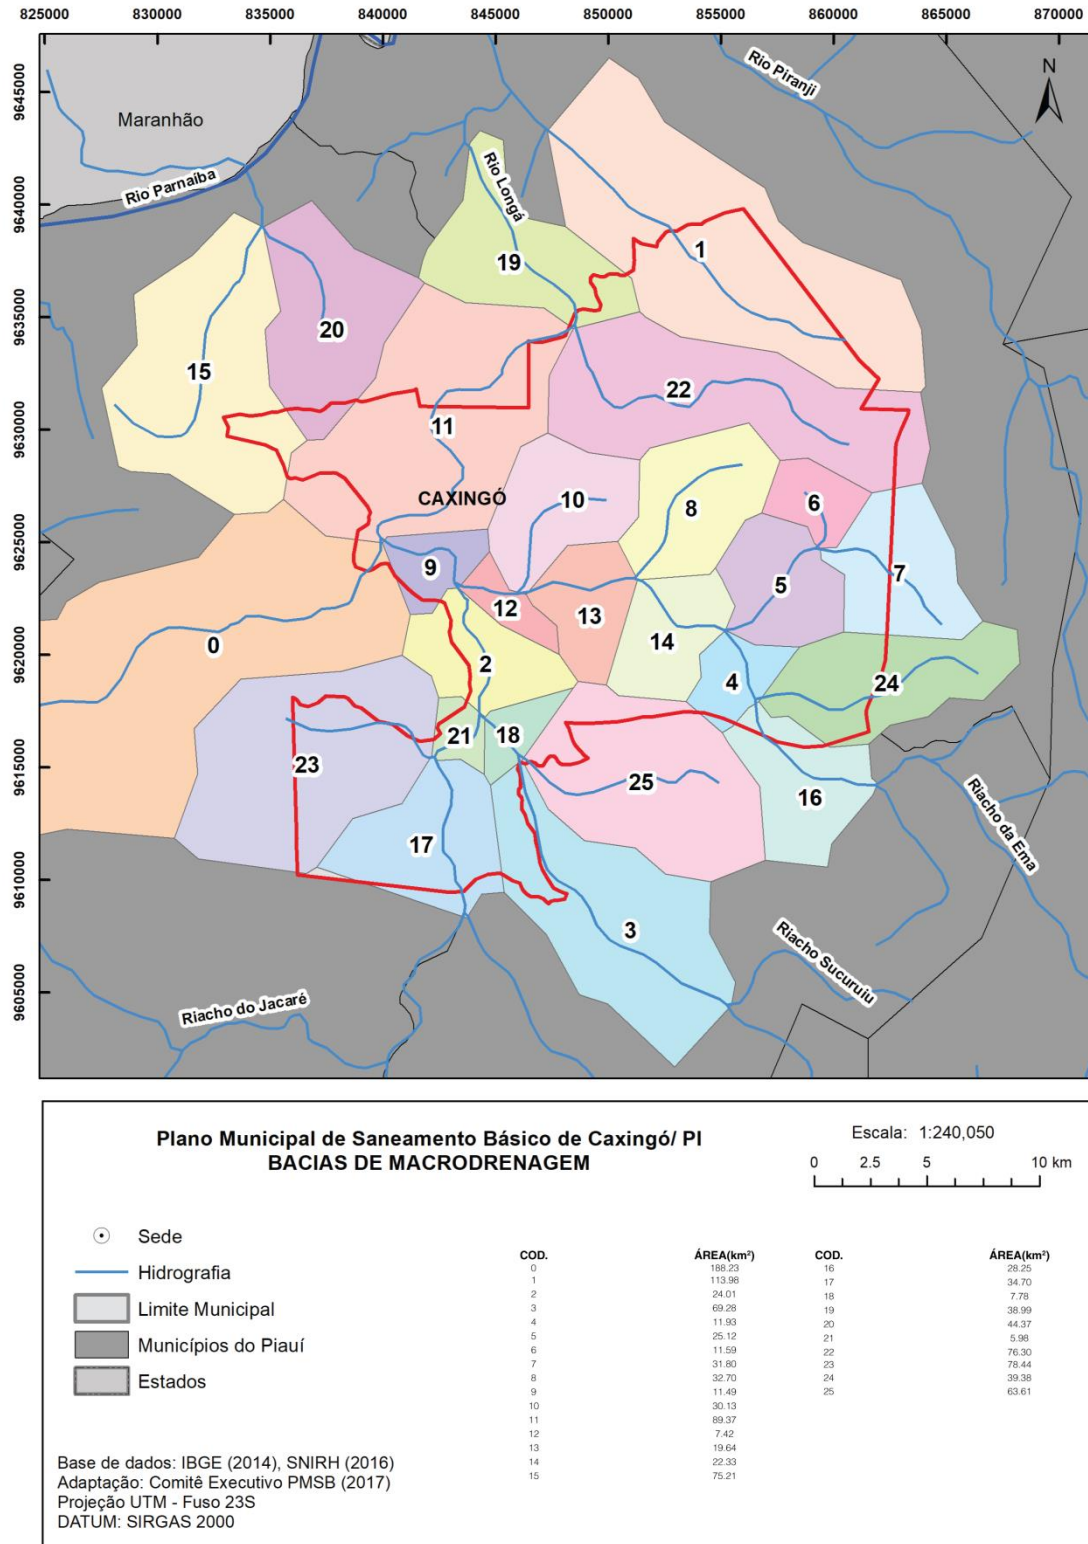 825000 830000 835000 840000 845000 850000 855000 860000 865000 870000
9645000
9640000
9635000
9630000
9625000
9620000
9615000
9610000
9605000
N
Rio Piranji
Maranhão
Rio Parnaíba
Rio Longá
1
19
20
15
22
11
CAXINGÓ
10
8
6
9
5
7
12
13
0
14
2
4
24
21
18
23
25
16
17
Riacho da Ema
3
Riacho Sucuruiu
Riacho do Jacaré
Plano Municipal de Saneamento Básico de Caxingó/ PI
BACIAS DE MACRODRENAGEM
Escala: 1:240,050
0 2.5 5 10 km
Sede
Hidrografia
Limite Municipal
Municípios do Piauí
Estados
COD. ÁREA(km²) COD. ÁREA(km²)
0 188.23 16 28.25
1 113.98 17 34.70
2 24.01 18 7.78
3 69.28 19 38.99
4 11.93 20 44.37
5 25.12 21 5.98
6 11.59 22 76.30
7 31.80 23 78.44
8 32.70 24 39.38
9 11.49 25 63.61
10 30.13
11 89.37
12 7.42
13 19.64
14 22.33
15 75.21
Base de dados: IBGE (2014), SNIRH (2016)
Adaptação: Comitê Executivo PMSB (2017)
Projeção UTM - Fuso 23S
DATUM: SIRGAS 2000